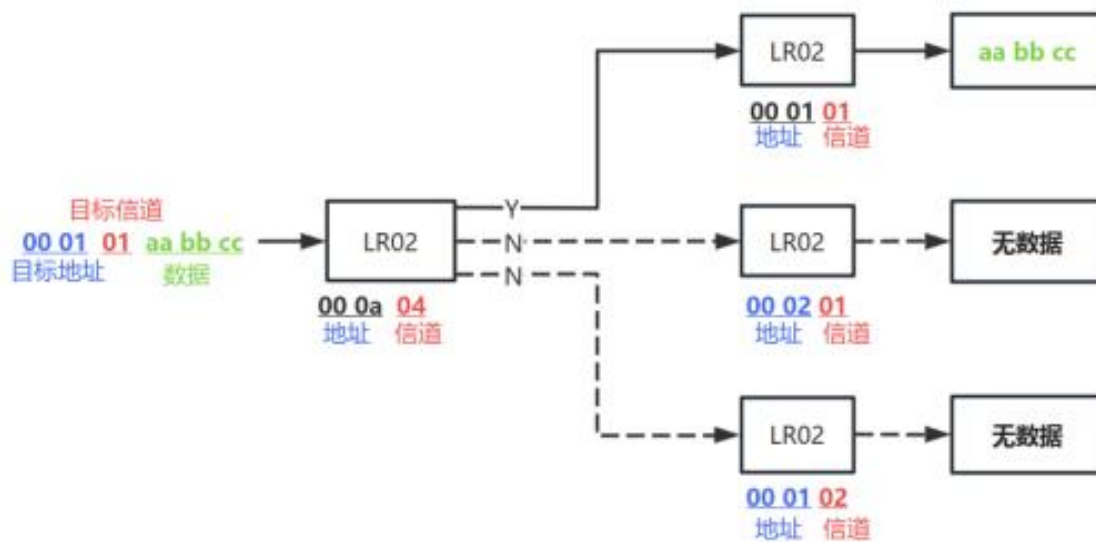 LR02
aa bb cc
00 01 01
地址 信道
目标信道
00 01 01 aa bb cc
目标地址 数据
LR02
00 0a 04
地址 信道
Y
N
N
LR02
无数据
00 02 01
地址 信道
LR02
无数据
00 01 02
地址 信道